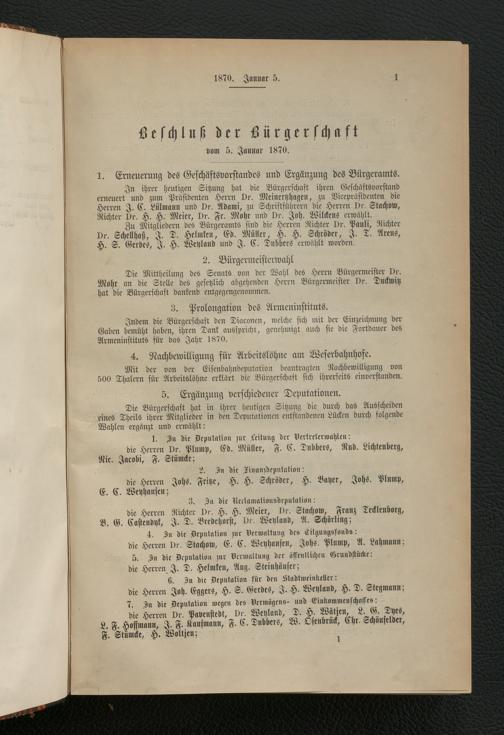 1870. Januar 5.
1
Beschluß der Bürgerschaft
vom 5. Januar 1870.
1. Erneuerung des Geschäftsvorstandes und Ergänzung des Bürgeramts.
In ihrer heutigen Sitzung hat die Bürgerschaft ihren Geschäftsvorstand
erneuert und zum Präsidenten Herrn Dr. Meinertzhagen, zu Vicepräsidenten die
Herren J. C. Lülmann und Dr. Adami, zu Schriftführern die Herren Dr. Stachow,
Richter Dr. H. H. Meier, Dr. Fr. Mohr und Dr. Joh. Wilckens erwählt.
Zu Mitgliedern des Bürgeramts sind die Herren Richter Dr. Pauli, Richter
Dr. Schellhaß, J. D. Helmken, Ed. Müller, H. H. Schröder, J. T. Arens,
H. S. Gerdes, J. H. Weyland und J. C. Dubbers erwählt worden.
2. Bürgermeisterwahl
Die Mittheilung des Senats von der Wahl des Herrn Bürgermeister Dr.
Mohr an die Stelle des gesetzlich abgehenden Herrn Bürgermeister Dr. Duckwitz
hat die Bürgerschaft dankend entgegengenommen.
3. Prolongation des Armeninstituts.
Indem die Bürgerschaft den Diaconen, welche sich mit der Einzeichnung der
Gaben bemüht haben, ihren Dank ausspricht, genehmigt auch sie die Fortdauer des
Armeninstituts für das Jahr 1870.
4. Nachbewilligung für Arbeitslöhne am Weserbahnhofe.
Mit der von der Eisenbahndeputation beantragten Nachbewilligung von
500 Thalern für Arbeitslöhne erklärt die Bürgerschaft sich ihrerseits einverstanden.
5. Ergänzung verschiedener Deputationen.
Die Bürgerschaft hat in ihrer heutigen Sitzung die durch das Ausscheiden
eines Theils ihrer Mitglieder in den Deputationen entstandenen Lücken durch folgende
Wahlen ergänzt und erwählt:
1. In die Deputation zur Leitung der Vertreterwahlen:
die Herren Dr. Plump, Ed. Müller, F. C. Dubbers, Rud. Lichtenberg,
Nic. Jacobi, F. Stümcke;
2. In die Finanzdeputation:
die Herren Johs. Fritze, H. H. Schröder, H. Bayer, Johs. Plump,
E. C. Weyhausen;
3. In die Reclamationsdeputation:
die Herren Richter Dr. H. H. Meier, Dr. Stachow, Franz Tecklenborg,
B. G. Castendyk, J. D. Bredehorst, Dr. Weyland, A. Schörling;
4. In die Deputation zur Verwaltung des Tilgungsfonds:
die Herren Dr. Stachow, E. C. Weyhausen, Johs. Plump, A. Lahmann;
5. In die Deputation zur Verwaltung der öffentlichen Grundstücke:
die Herren J. D. Helmken, Aug. Steinhäuser;
6. In die Deputation für den Stadtweinkeller:
die Herren Joh. Eggers, H. S. Gerdes, J. H. Weyland, H. D. Stegmann;
7. In die Deputation wegen des Vermögens- und Einkommenschosses:
die Herren Dr. Pavenstedt, Dr. Weyland, D. H. Wätjen, L. G. Dyes,
L. F. Hoffmann, J. F. Kaufmann, F. C. Dubbers, W. Osenbrück, Chr. Schönfelder,
F. Stümcke, H. Woltjen;
1